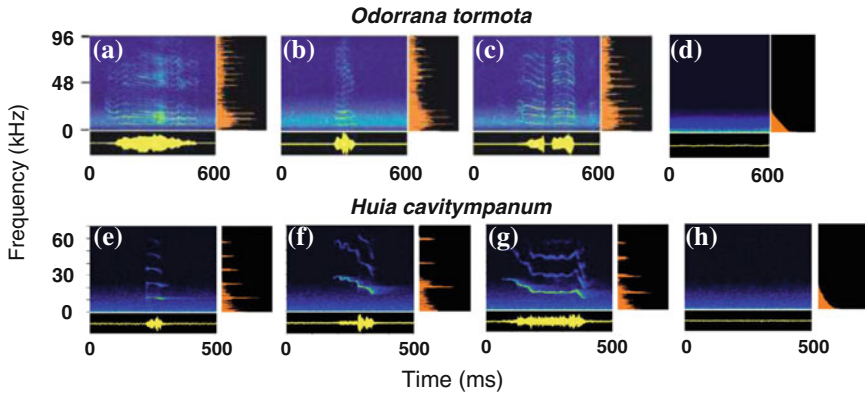 Odorrana tormota
Frequency (kHz)
96
48
0
(a)
(b)
(c)
(d)
0 600
0 600
0 600
0 600
Huia cavitympanum
60
30
0
(e)
(f)
(g)
(h)
0 500
0 500
0 500
0 500
Time (ms)